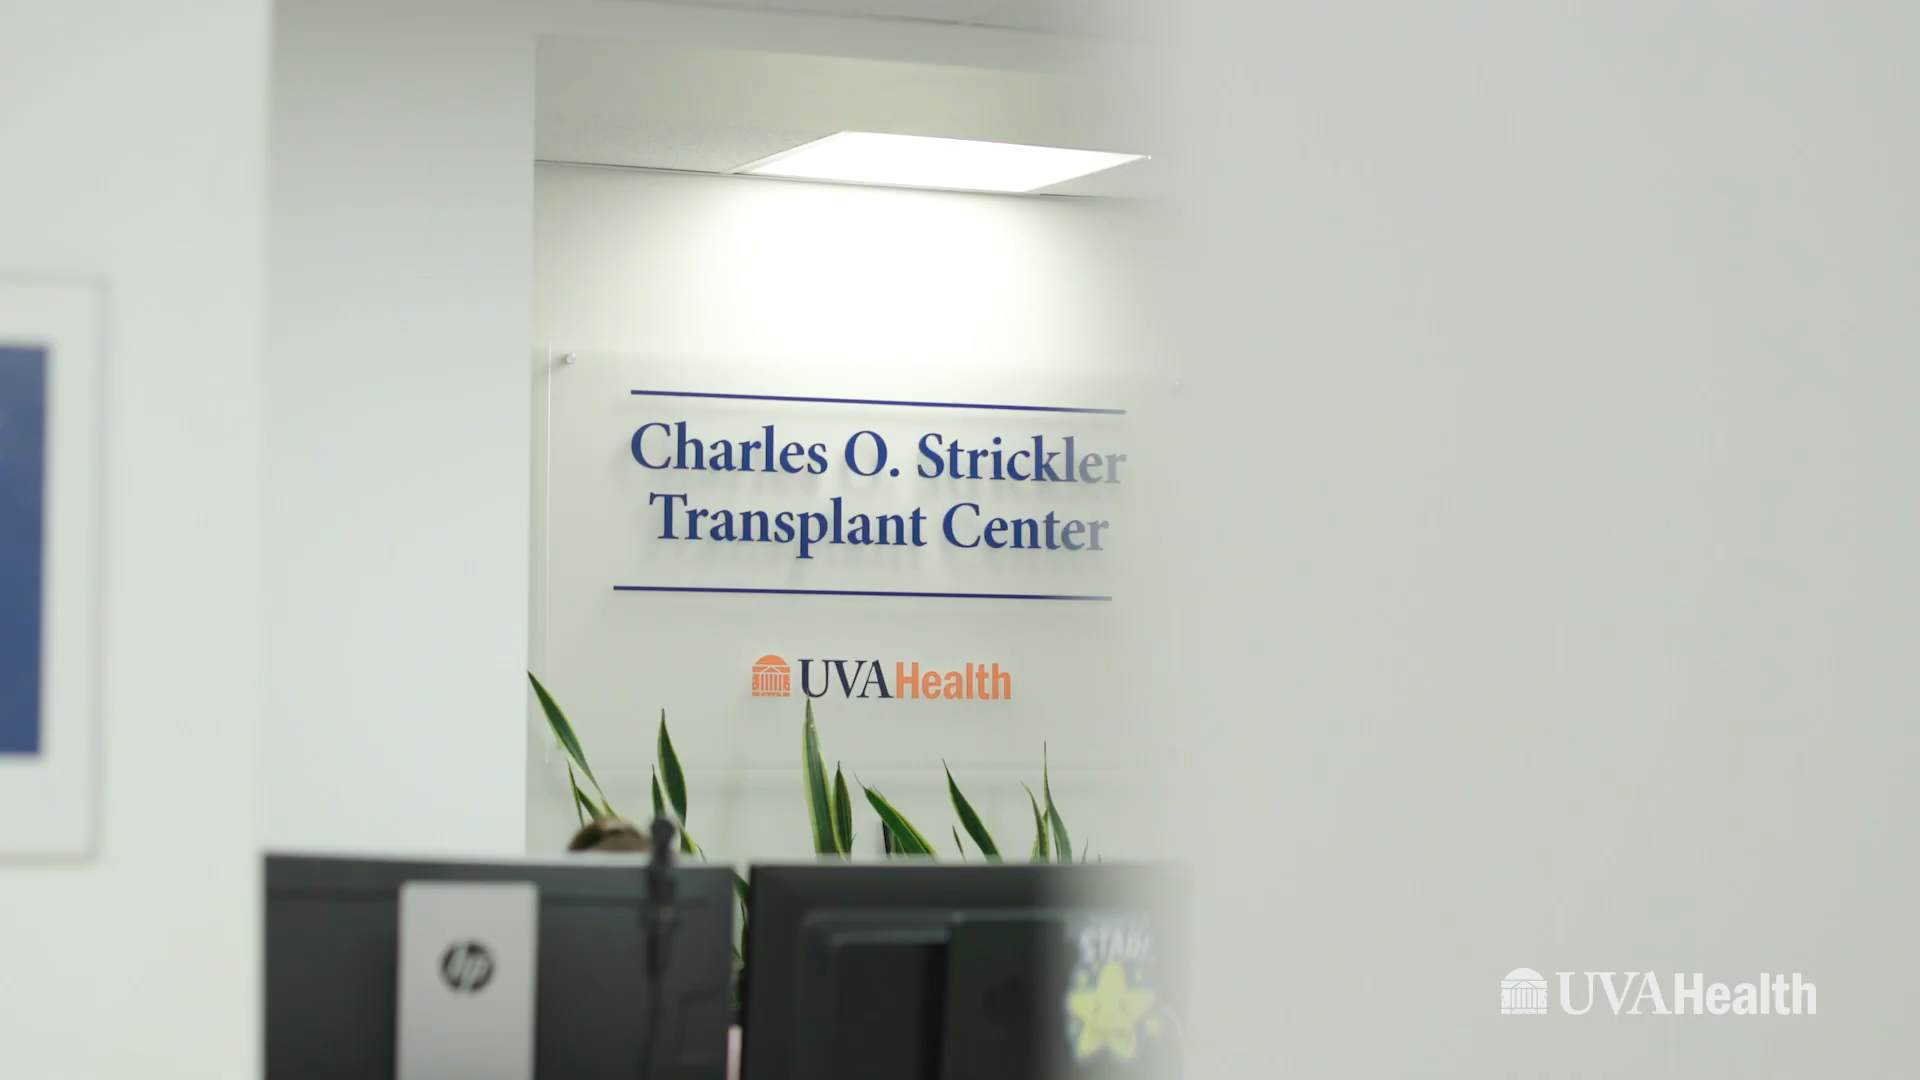 Charles O. Strickler
Transplant Center
UVAHealth
hp
UVAHealth